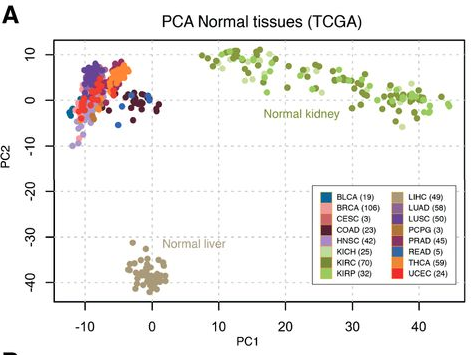 A
PCA Normal tissues (TCGA)
10
0
-10
-20
-30
-40
PC2
Normal kidney
Normal liver
BLCA (19)
BRCA (106)
CESC (3)
COAD (23)
HNSC (42)
KICH (25)
KIRC (70)
KIRP (32)
LIHC (49)
LUAD (58)
LUSC (50)
PCPG (3)
PRAD (45)
READ (5)
THCA (59)
UCEC (24)
-10 0 10 20 30 40
PC1